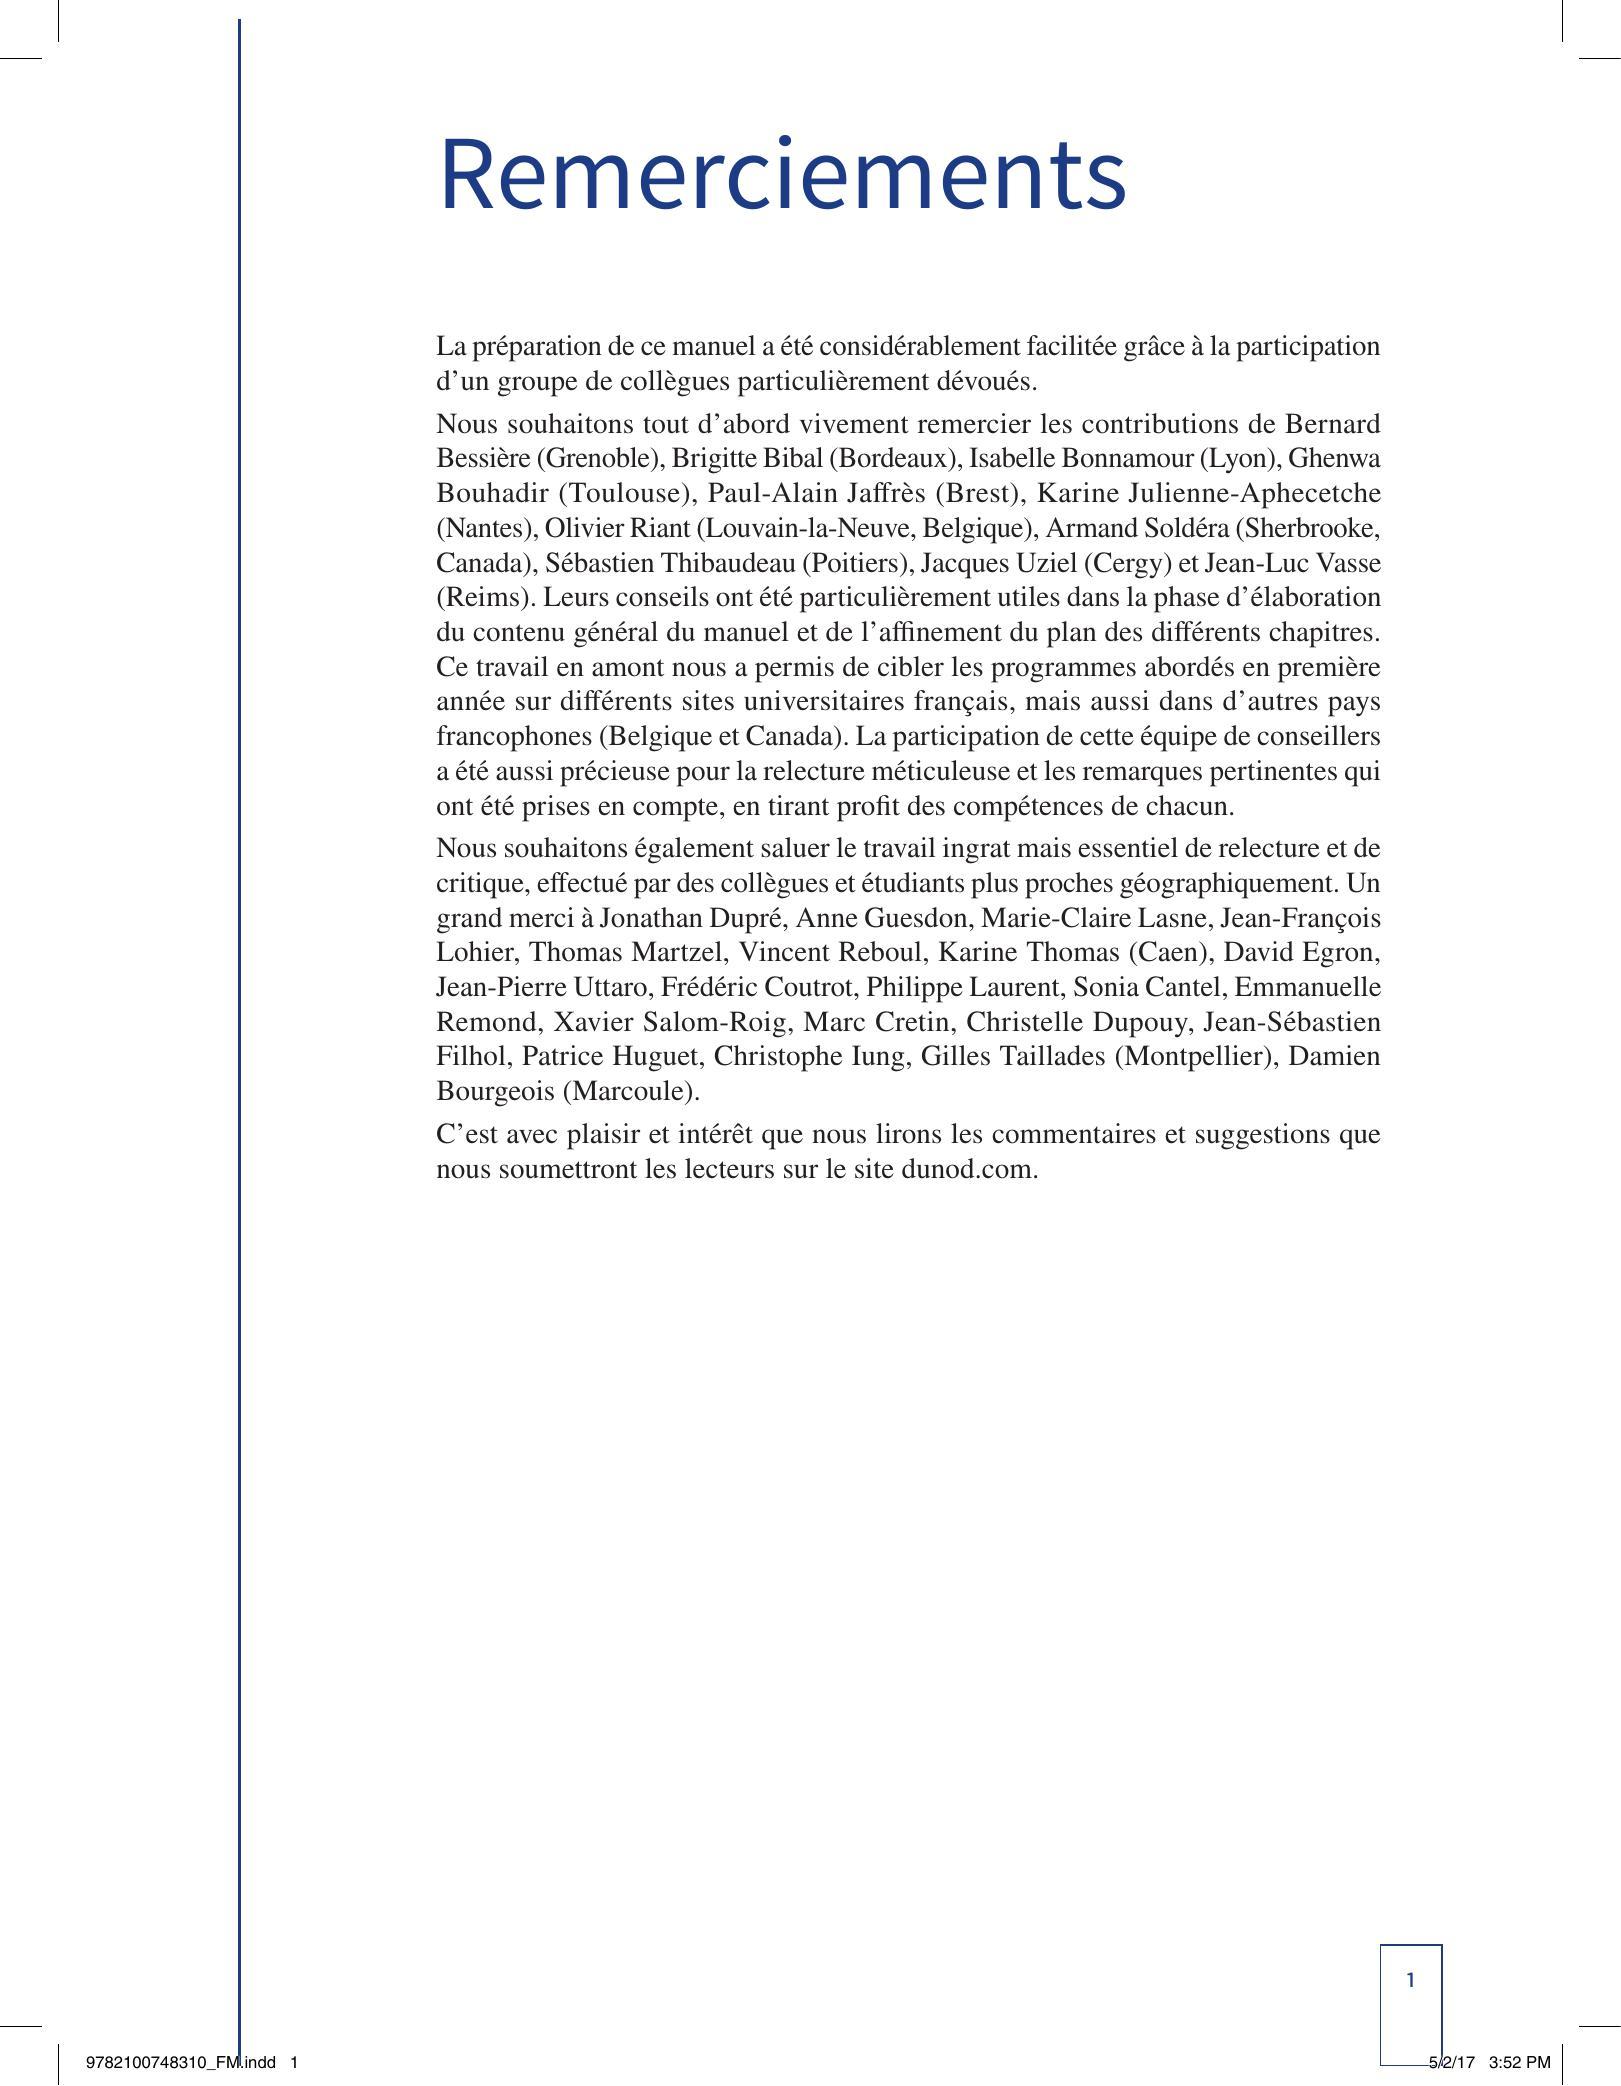 Remerciements
La préparation de ce manuel a été considérablement facilitée grâce à la participation
d’un groupe de collègues particulièrement dévoués.
Nous souhaitons tout d’abord vivement remercier les contributions de Bernard
Bessière (Grenoble), Brigitte Bibal (Bordeaux), Isabelle Bonnamour (Lyon), Ghenwa
Bouhadir (Toulouse), Paul-Alain Jaffrès (Brest), Karine Julienne-Aphecetche
(Nantes), Olivier Riant (Louvain-la-Neuve, Belgique), Armand Soldéra (Sherbrooke,
Canada), Sébastien Thibaudeau (Poitiers), Jacques Uziel (Cergy) et Jean-Luc Vasse
(Reims). Leurs conseils ont été particulièrement utiles dans la phase d’élaboration
du contenu général du manuel et de l’affinement du plan des différents chapitres.
Ce travail en amont nous a permis de cibler les programmes abordés en première
année sur différents sites universitaires français, mais aussi dans d’autres pays
francophones (Belgique et Canada). La participation de cette équipe de conseillers
a été aussi précieuse pour la relecture méticuleuse et les remarques pertinentes qui
ont été prises en compte, en tirant profit des compétences de chacun.
Nous souhaitons également saluer le travail ingrat mais essentiel de relecture et de
critique, effectué par des collègues et étudiants plus proches géographiquement. Un
grand merci à Jonathan Dupré, Anne Guesdon, Marie-Claire Lasne, Jean-François
Lohier, Thomas Martzel, Vincent Reboul, Karine Thomas (Caen), David Egron,
Jean-Pierre Uttaro, Frédéric Coutrot, Philippe Laurent, Sonia Cantel, Emmanuelle
Remond, Xavier Salom-Roig, Marc Cretin, Christelle Dupouy, Jean-Sébastien
Filhol, Patrice Huguet, Christophe Iung, Gilles Taillades (Montpellier), Damien
Bourgeois (Marcoule).
C’est avec plaisir et intérêt que nous lirons les commentaires et suggestions que
nous soumettront les lecteurs sur le site dunod.com.
1
9782100748310_FM.indd 1
5/2/17 3:52 PM